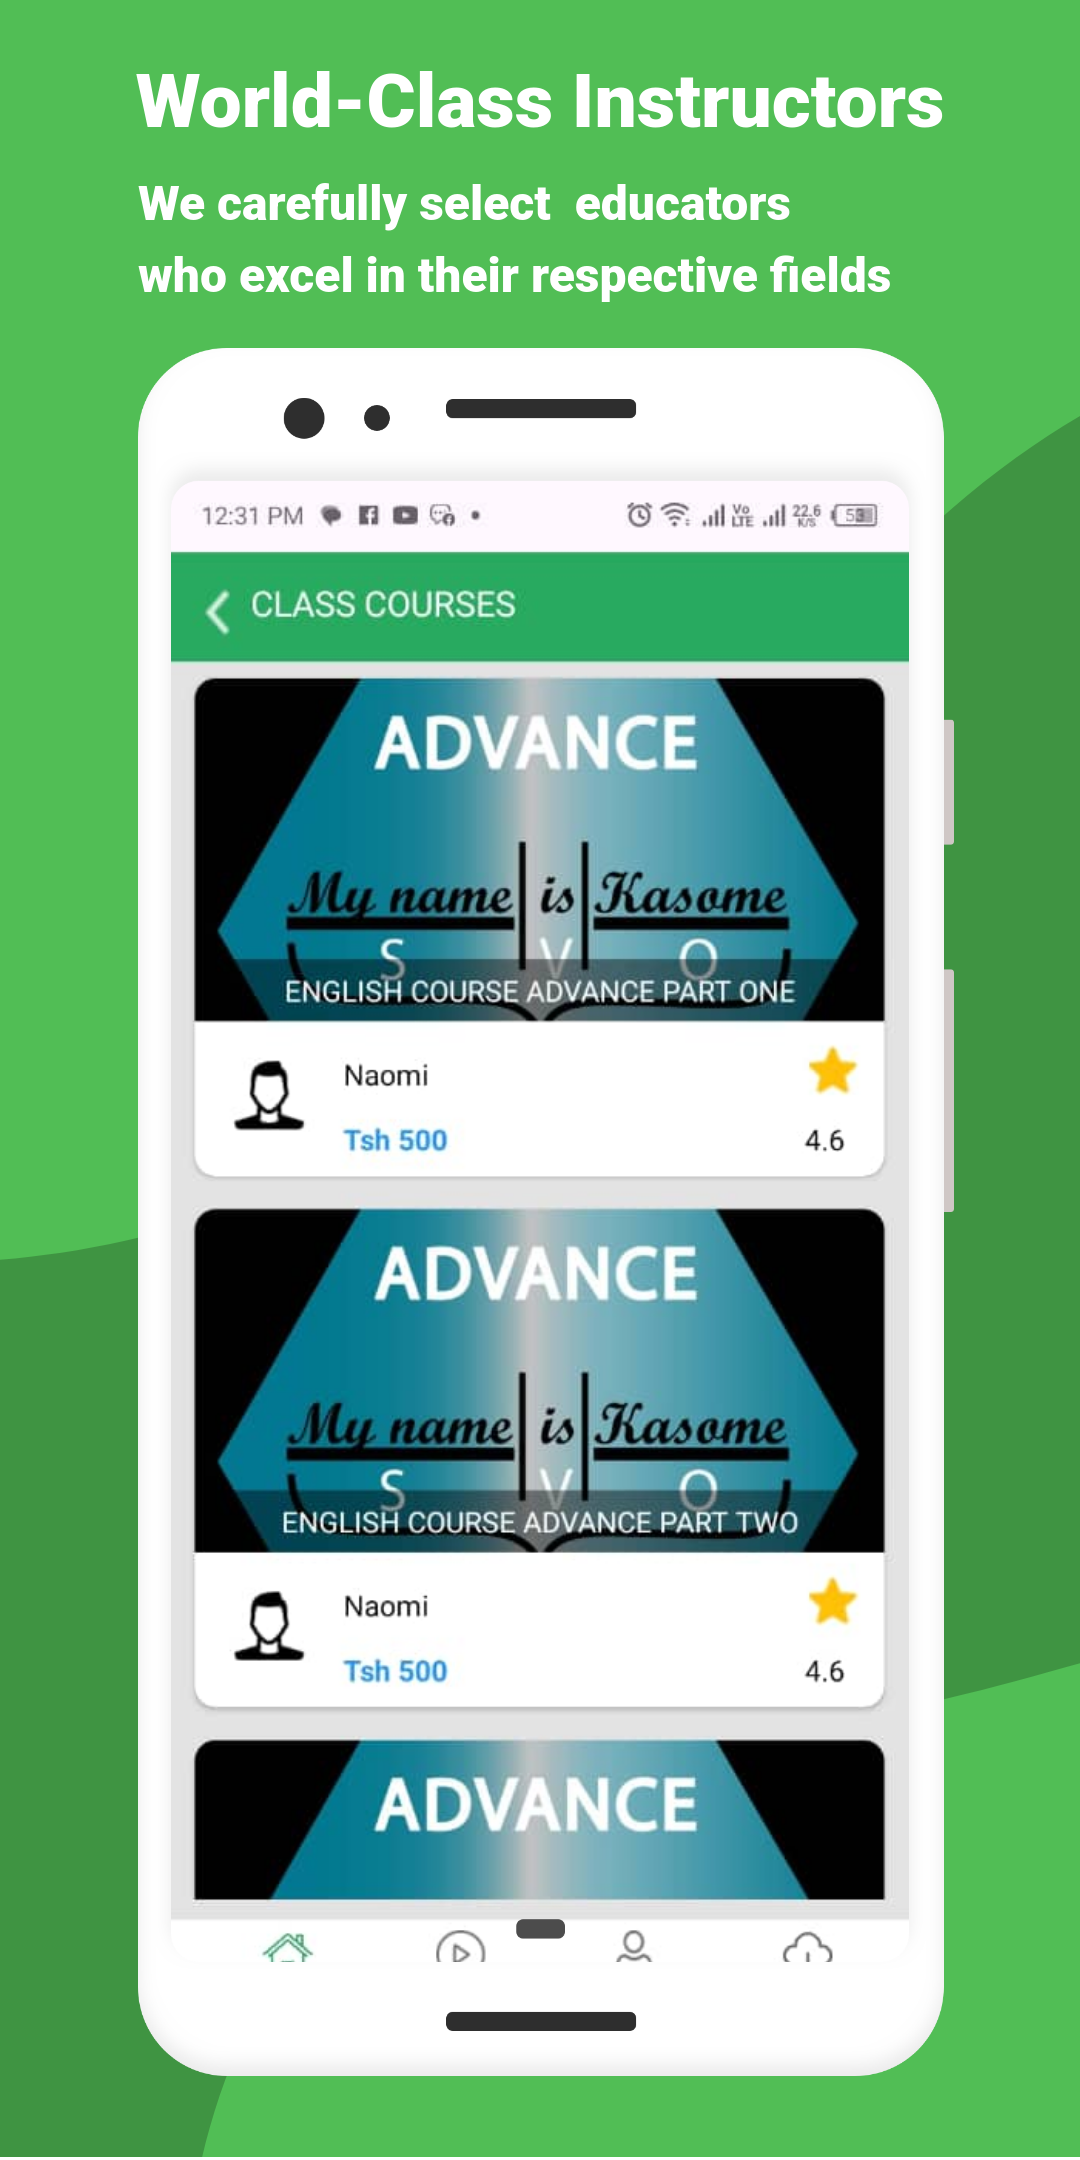 World-Class Instructors
We carefully select  educators
who excel in their respective fields
12:31 PM
Vo LTE 22.6 K/S 53
CLASS COURSES
ADVANCE
My name is Kasome
S V O
ENGLISH COURSE ADVANCE PART ONE
Naomi
Tsh 500
4.6
ADVANCE
My name is Kasome
S V O
ENGLISH COURSE ADVANCE PART TWO
Naomi
Tsh 500
4.6
ADVANCE